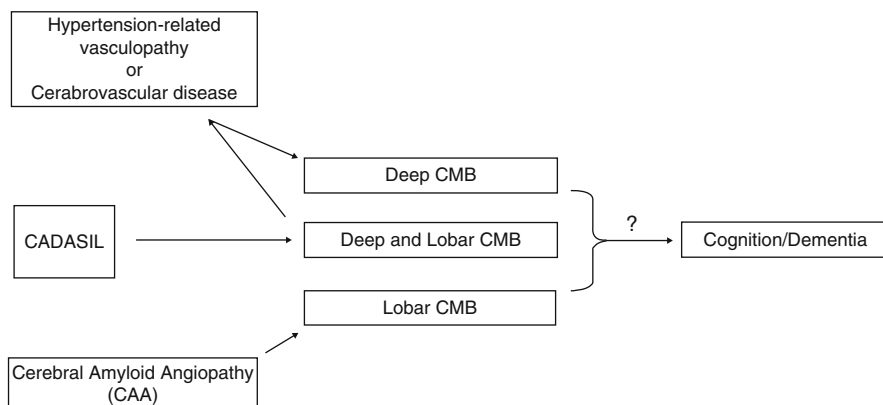 Hypertension-related
vasculopathy
or
Cerabrovascular disease
Deep CMB
CADASIL
Deep and Lobar CMB
?
Cognition/Dementia
Lobar CMB
Cerebral Amyloid Angiopathy
(CAA)